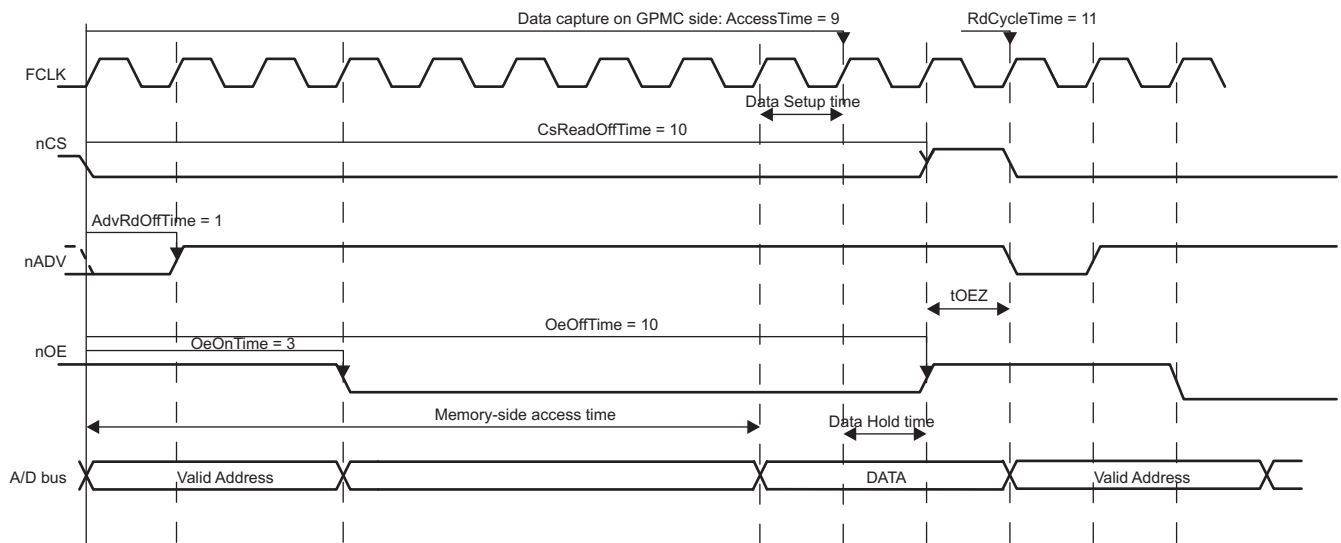 Data capture on GPMC side: AccessTime = 9
RdCycleTime = 11
FCLK
Data Setup time
CsReadOffTime = 10
nCS
AdvRdOffTime = 1
nADV
tOEZ
OeOffTime = 10
nOE
OeOnTime = 3
Memory-side access time
Data Hold time
A/D bus
Valid Address
DATA
Valid Address